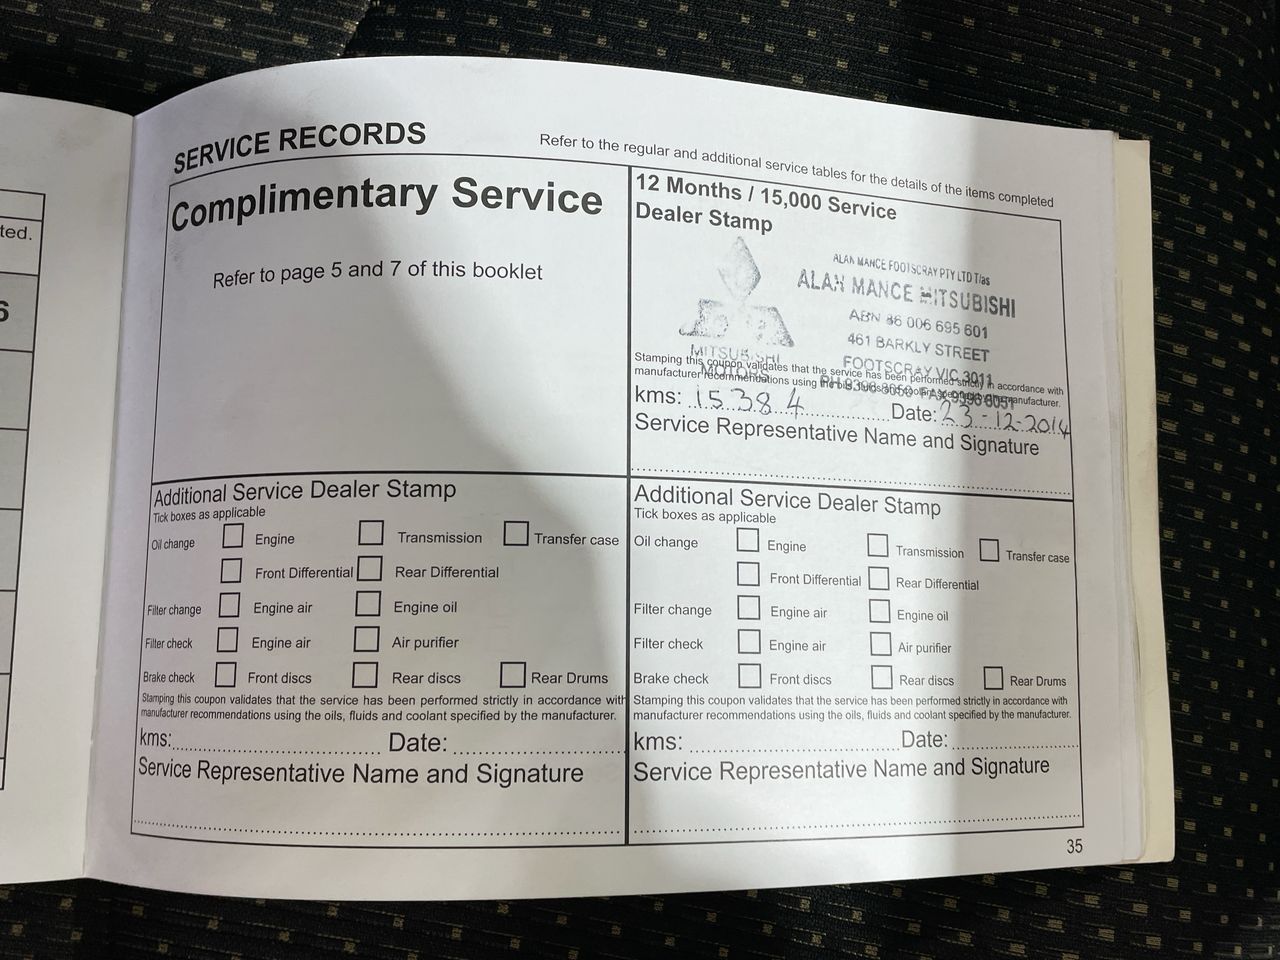 ted.
6
SERVICE RECORDS
Refer to the regular and additional service tables for the details of the items completed
Complimentary Service
Refer to page 5 and 7 of this booklet
12 Months / 15,000 Service
Dealer Stamp
ALAN MANCE FOOTSCRAY PTY LTD T/as
ALAN MANCE MITSUBISHI
ABN 86 006 695 601
461 BARKLY STREET
FOOTSCRAY VIC 3011
MITSUBISHI
MOTORS
Stamping this coupon validates that the service has been performed strictly in accordance with
manufacturer recommendations using the oils, fluids and coolant specified by the manufacturer.
kms: 15384 Date: 23-12-2014
Service Representative Name and Signature
Additional Service Dealer Stamp
Tick boxes as applicable
Oil change Engine Transmission Transfer case
Front Differential Rear Differential
Filter change Engine air Engine oil
Filter check Engine air Air purifier
Brake check Front discs Rear discs Rear Drums
Stamping this coupon validates that the service has been performed strictly in accordance with
manufacturer recommendations using the oils, fluids and coolant specified by the manufacturer.
kms: Date:
Service Representative Name and Signature
Additional Service Dealer Stamp
Tick boxes as applicable
Oil change Engine Transmission Transfer case
Front Differential Rear Differential
Filter change Engine air Engine oil
Filter check Engine air Air purifier
Brake check Front discs Rear discs Rear Drums
Stamping this coupon validates that the service has been performed strictly in accordance with
manufacturer recommendations using the oils, fluids and coolant specified by the manufacturer.
kms: Date:
Service Representative Name and Signature
35